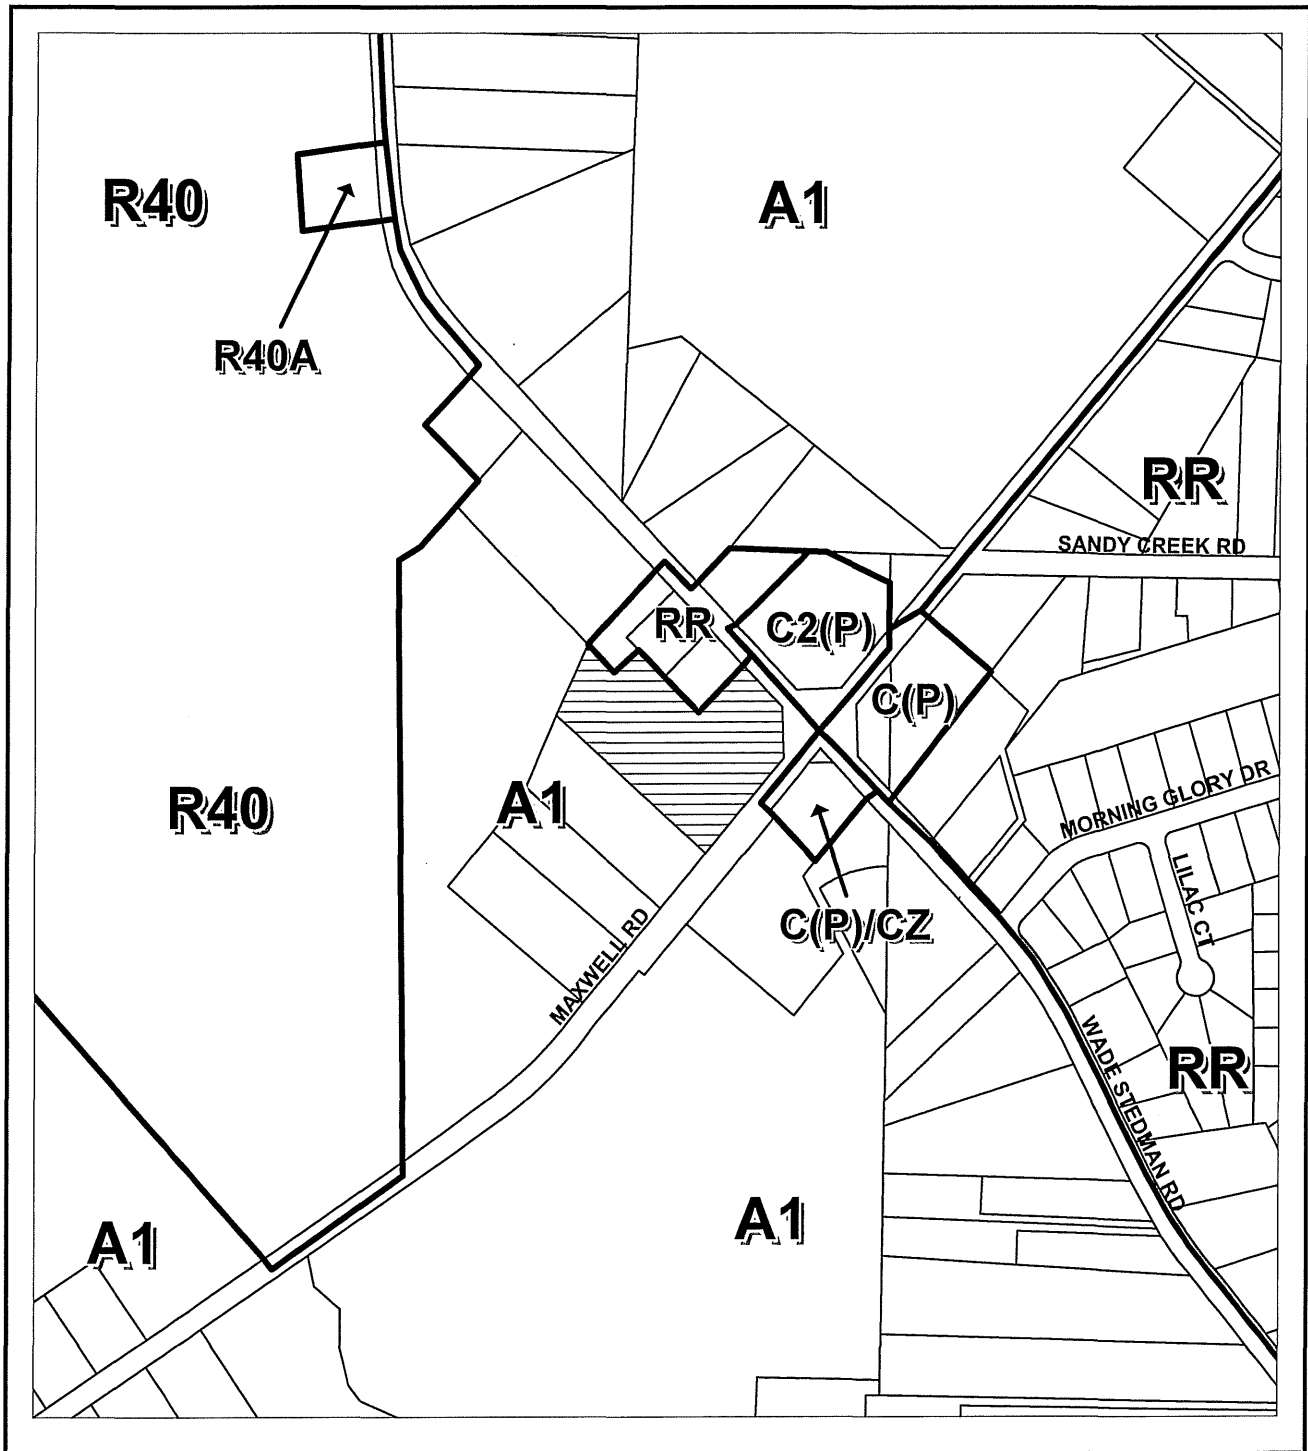 R40
A1
R40A
RR
SANDY CREEK RD
RR
C2(P)
C(P)
R40
A1
MORNING GLORY DR
LILAC CT
C(P)/CZ
MAXWELL RD
WADE STEDMAN RD
RR
A1
A1